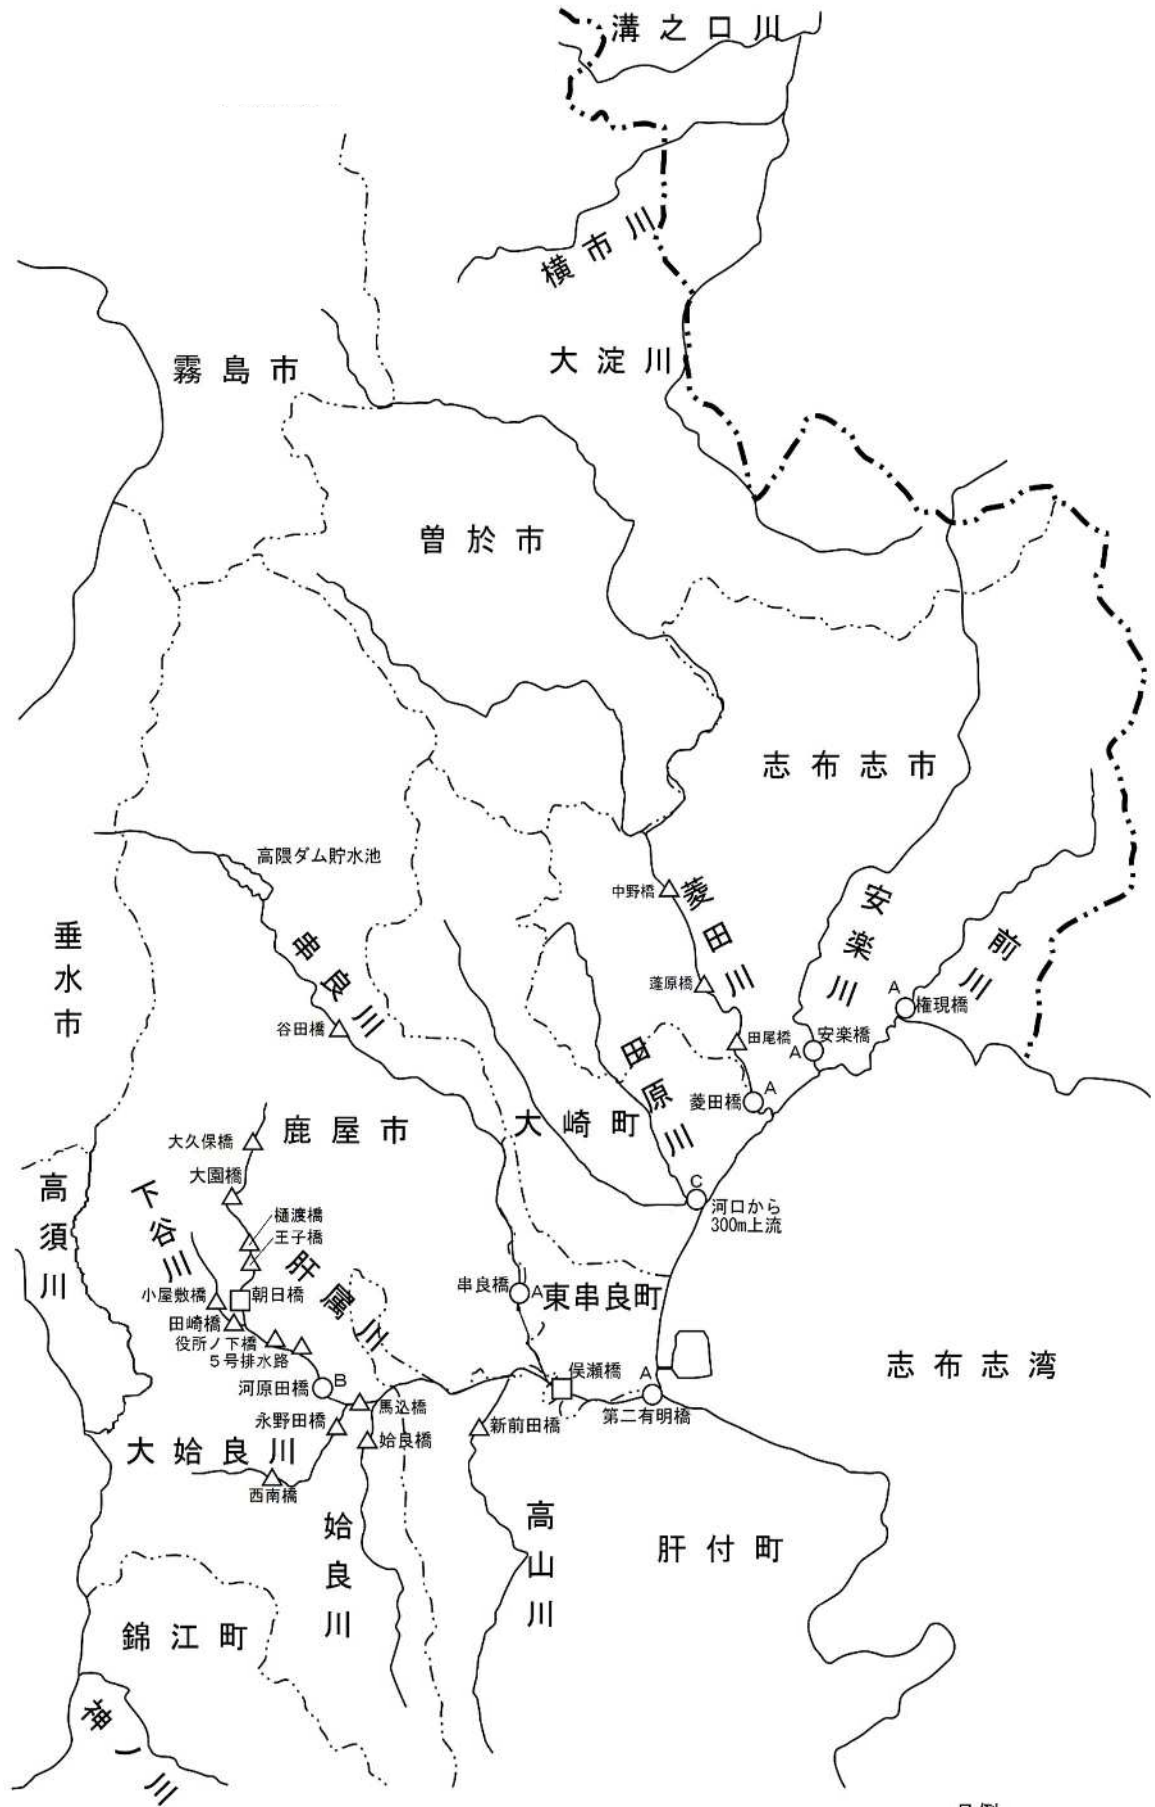 溝之口川
横市川
霧島市
大淀川
曽於市
志布志市
高隈ダム貯水池
中野橋
菱田川
安楽川
前川
垂水市
串良川
蓬原橋
A
権現橋
谷田橋
田原川
田尾橋
安楽橋
A
A
菱田橋
大崎町
鹿屋市
大久保橋
高須川
大園橋
下谷川
C
河口から
300m上流
樋渡橋
王子橋
肝属川
串良橋
A
東串良町
小屋敷橋
朝日橋
田崎橋
役所ノ下橋
5号排水路
志布志湾
河原田橋
B
俣瀬橋
A
馬込橋
第二有明橋
永野田橋
姶良橋
新前田橋
大姶良川
西南橋
姶良川
高山川
肝付町
錦江町
神ノ川